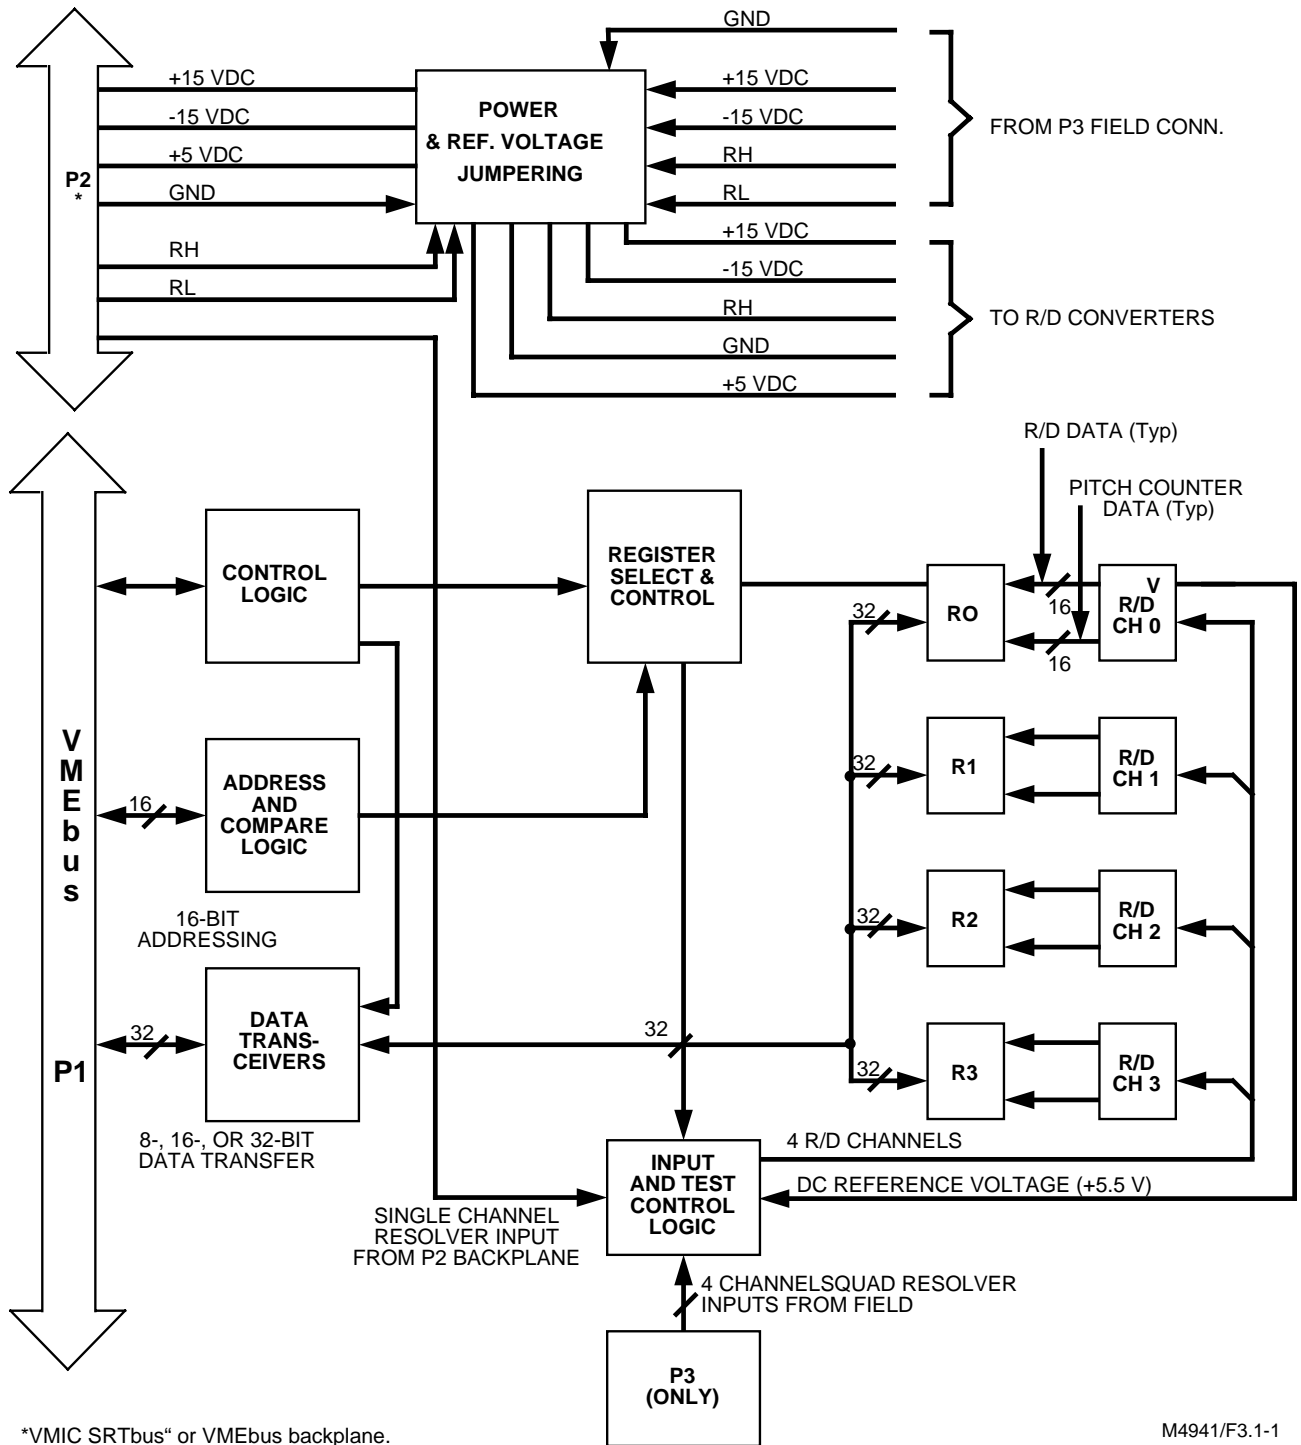 GND
+15 VDC
-15 VDC
+5 VDC
GND
RH
RL
P2
*
POWER
& REF. VOLTAGE
JUMPERING
+15 VDC
-15 VDC
RH
RL
FROM P3 FIELD CONN.
+15 VDC
-15 VDC
RH
GND
+5 VDC
TO R/D CONVERTERS
R/D DATA (Typ)
PITCH COUNTER
DATA (Typ)
VMEbus
P1
CONTROL
LOGIC
REGISTER
SELECT &
CONTROL
32
RO
16
16
V
R/D
CH 0
16
ADDRESS
AND
COMPARE
LOGIC
16-BIT
ADDRESSING
32
R1
R/D
CH 1
32
R2
R/D
CH 2
32
DATA
TRANS-
CEIVERS
8-, 16-, OR 32-BIT
DATA TRANSFER
32
32
R3
R/D
CH 3
INPUT
AND TEST
CONTROL
LOGIC
4 R/D CHANNELS
DC REFERENCE VOLTAGE (+5.5 V)
SINGLE CHANNEL
RESOLVER INPUT
FROM P2 BACKPLANE
4 CHANNELSQUAD RESOLVER
INPUTS FROM FIELD
P3
(ONLY)
*VMIC SRTbus“ or VMEbus backplane.
M4941/F3.1-1